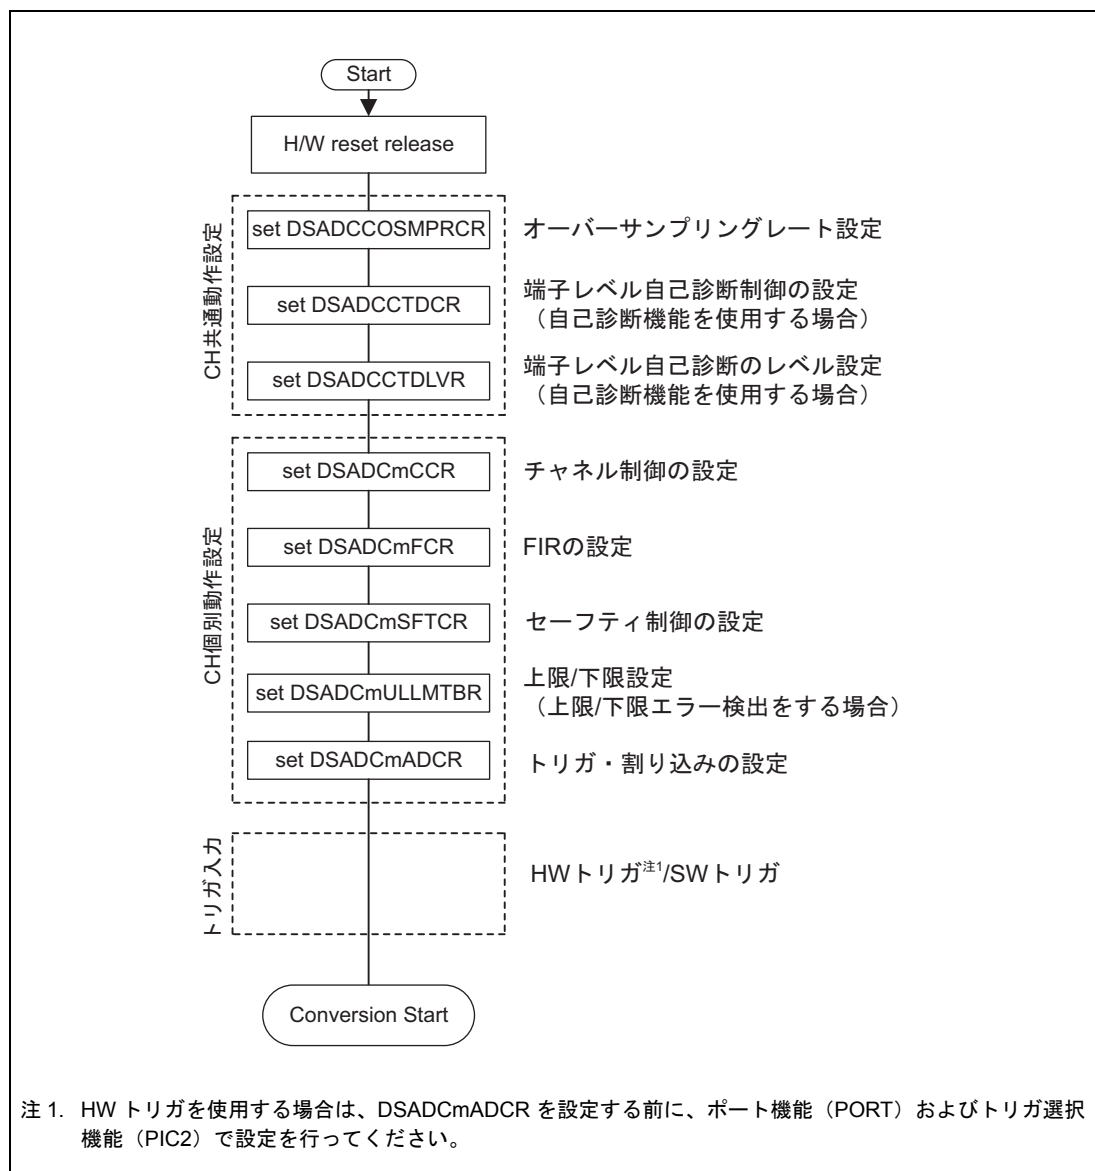 Start
H/W reset release
CH共通動作設定
set DSADCCOSMPRCR
オーバーサンプリングレート設定
set DSADCCTDCR
端子レベル自己診断制御の設定
（自己診断機能を使用する場合）
set DSADCCTDLVR
端子レベル自己診断のレベル設定
（自己診断機能を使用する場合）
CH個別動作設定
set DSADCmCCR
チャネル制御の設定
set DSADCmFCR
FIRの設定
set DSADCmSFTCR
セーフティ制御の設定
set DSADCmULLMTBR
上限/下限設定
（上限/下限エラー検出をする場合）
set DSADCmADCR
トリガ・割り込みの設定
トリガ入力
HWトリガ注1/SWトリガ
Conversion Start
注 1. HW トリガを使用する場合は、DSADCmADCR を設定する前に、ポート機能（PORT）およびトリガ選択
機能（PIC2）で設定を行ってください。